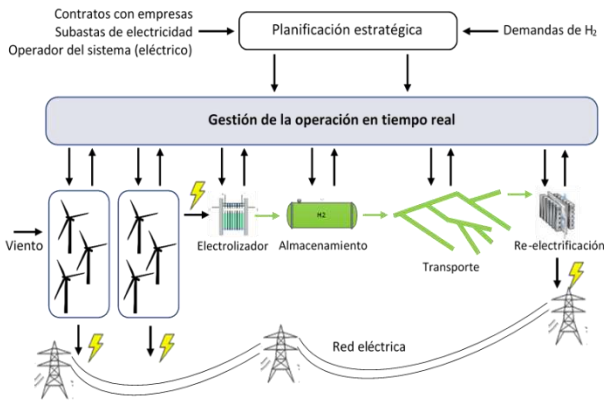 Contratos con empresas
Subastas de electricidad
Operador del sistema (eléctrico)
Planificación estratégica
Demandas de H₂
Gestión de la operación en tiempo real
Viento
Electrolizador
H2
Almacenamiento
Transporte
Re-electrificación
Red eléctrica